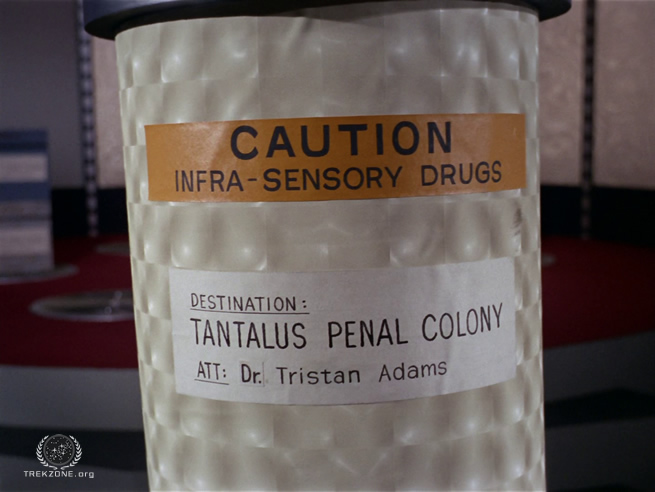 CAUTION
INFRA-SENSORY DRUGS
DESTINATION:
TANTALUS PENAL COLONY
ATT: Dr. Tristan Adams
TREKZONE.org